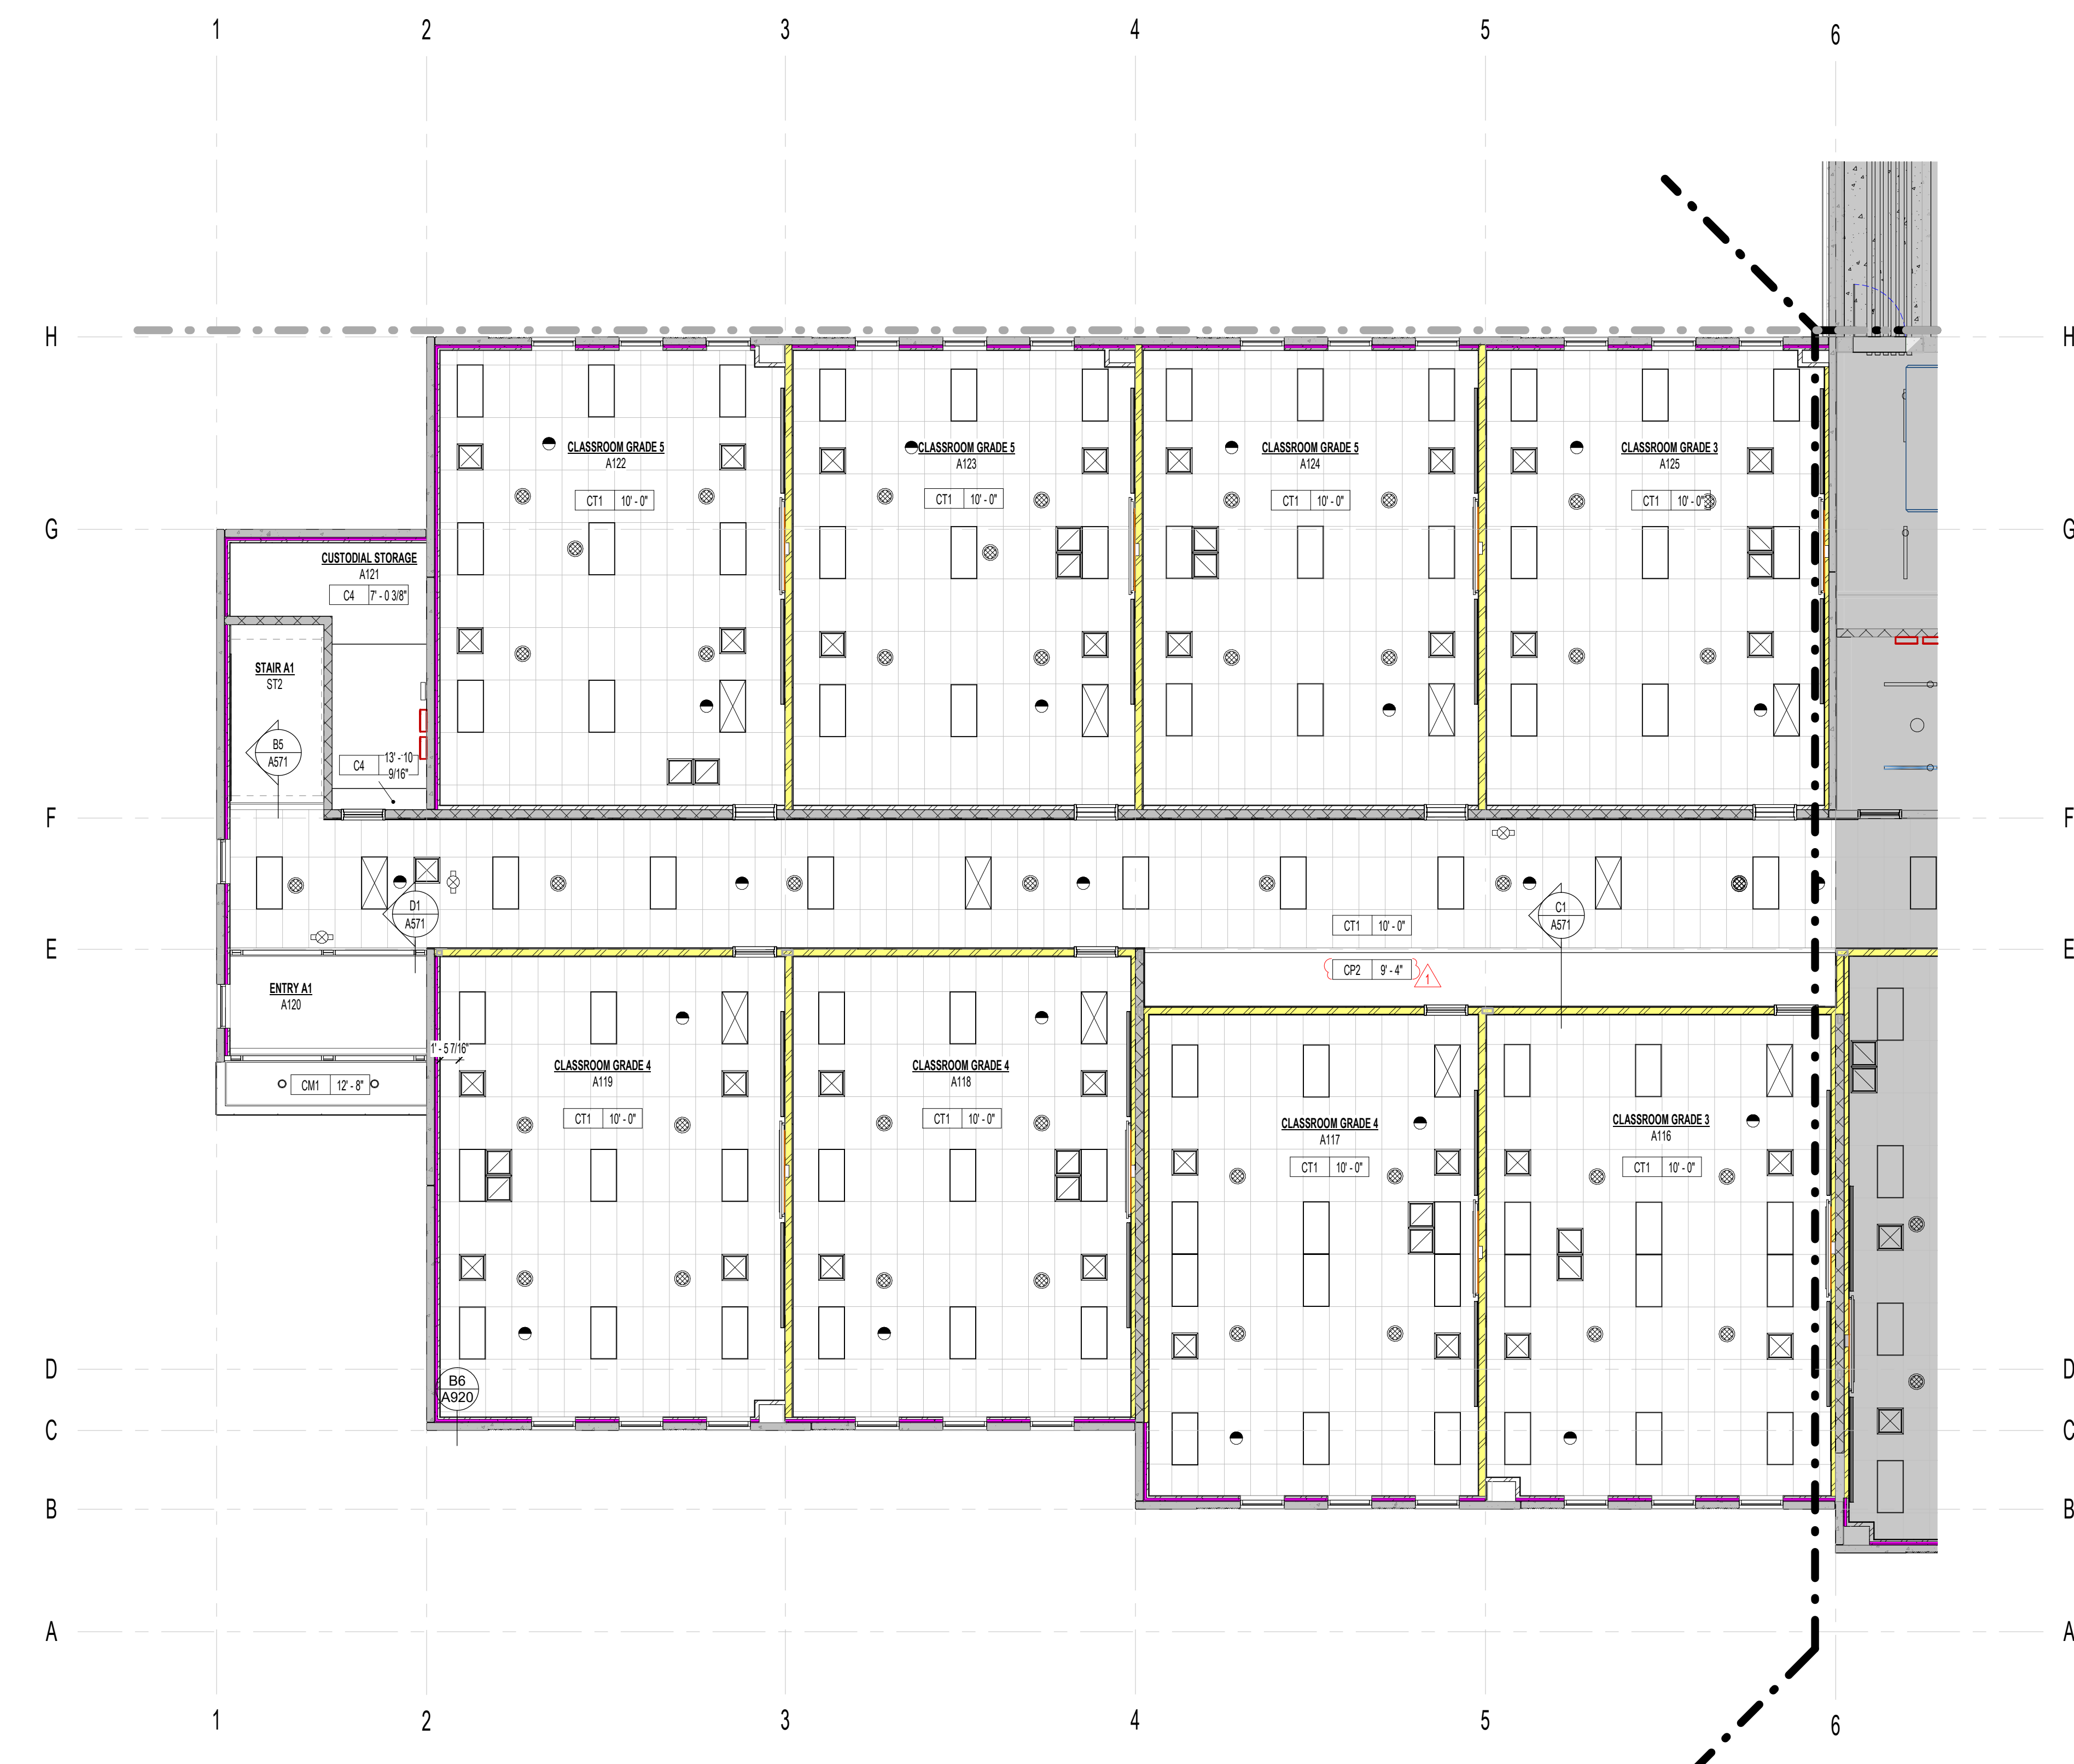 1 2 3 4 5 6
H H
CLASSROOM GRADE 5
A122
CT1 10' - 0"
CLASSROOM GRADE 5
A123
CT1 10' - 0"
CLASSROOM GRADE 5
A124
CT1 10' - 0"
CLASSROOM GRADE 3
A125
CT1 10' - 0"
G G
CUSTODIAL STORAGE
A121
C4 7' - 0 3/8"
STAIR A1
ST2
B5
A571
C4 13' - 10
9/16"
F F
D1
A571
C1
A571
CT1 10' - 0"
E E
CP2 9' - 4"
1
ENTRY A1
A120
1' - 5 7/16"
CM1 12' - 8"
CLASSROOM GRADE 4
A119
CT1 10' - 0"
CLASSROOM GRADE 4
A118
CT1 10' - 0"
CLASSROOM GRADE 4
A117
CT1 10' - 0"
CLASSROOM GRADE 3
A116
CT1 10' - 0"
D D
B6
A920
C C
B B
A A
1 2 3 4 5 6